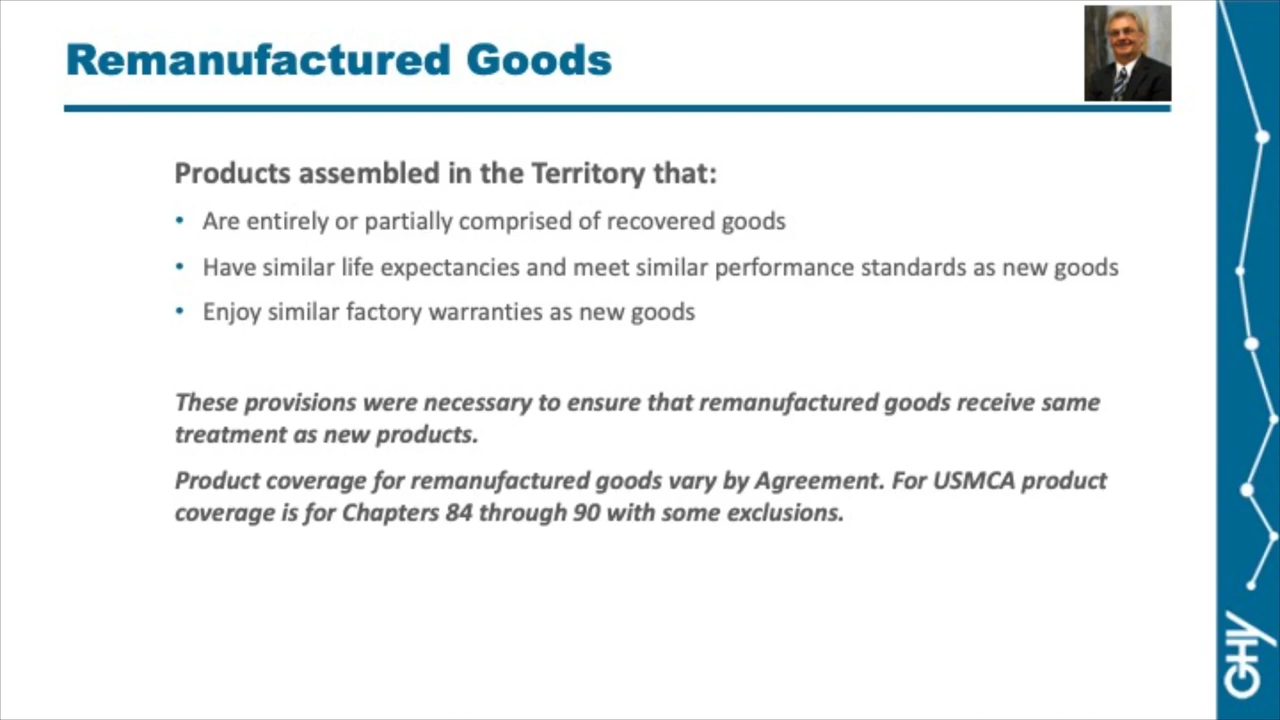 Remanufactured Goods
Products assembled in the Territory that:
• Are entirely or partially comprised of recovered goods
• Have similar life expectancies and meet similar performance standards as new goods
• Enjoy similar factory warranties as new goods
These provisions were necessary to ensure that remanufactured goods receive same
treatment as new products.
Product coverage for remanufactured goods vary by Agreement. For USMCA product
coverage is for Chapters 84 through 90 with some exclusions.
GHY